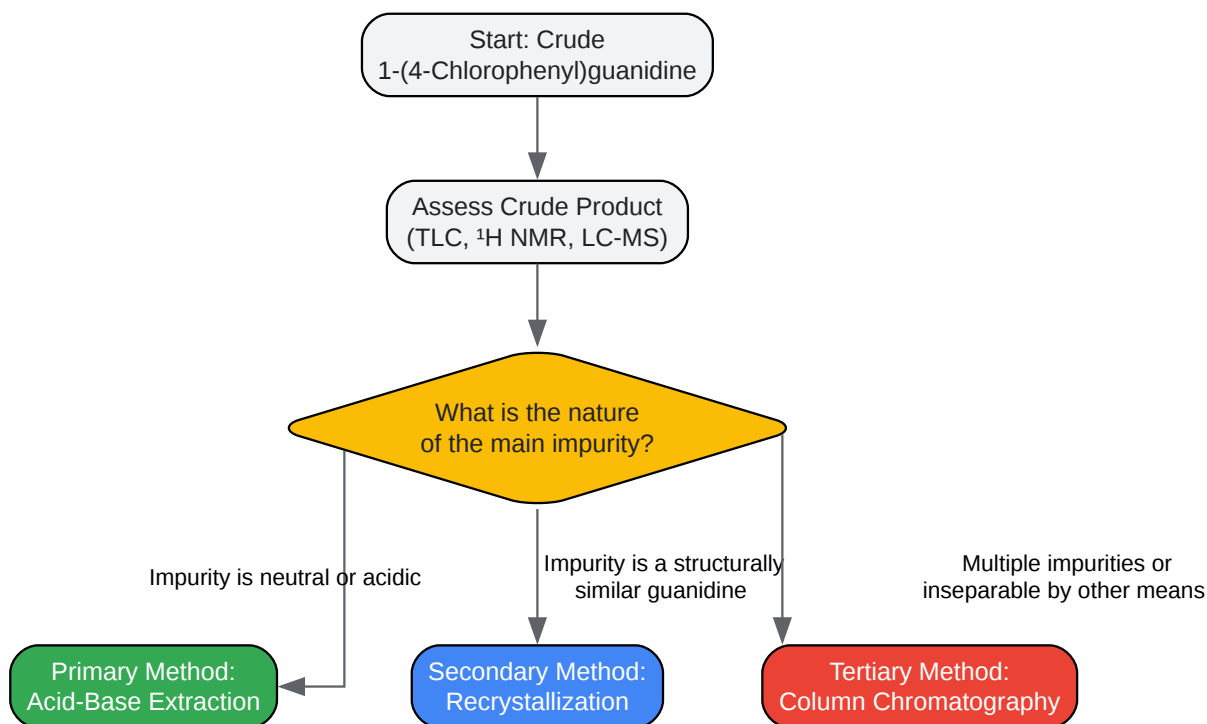 Start: Crude
1-(4-Chlorophenyl)guanidine
Assess Crude Product
(TLC, ¹H NMR, LC-MS)
What is the nature
of the main impurity?
Impurity is neutral or acidic
Impurity is a structurally
similar guanidine
Multiple impurities or
inseparable by other means
Primary Method:
Acid-Base Extraction
Secondary Method:
Recrystallization
Tertiary Method:
Column Chromatography